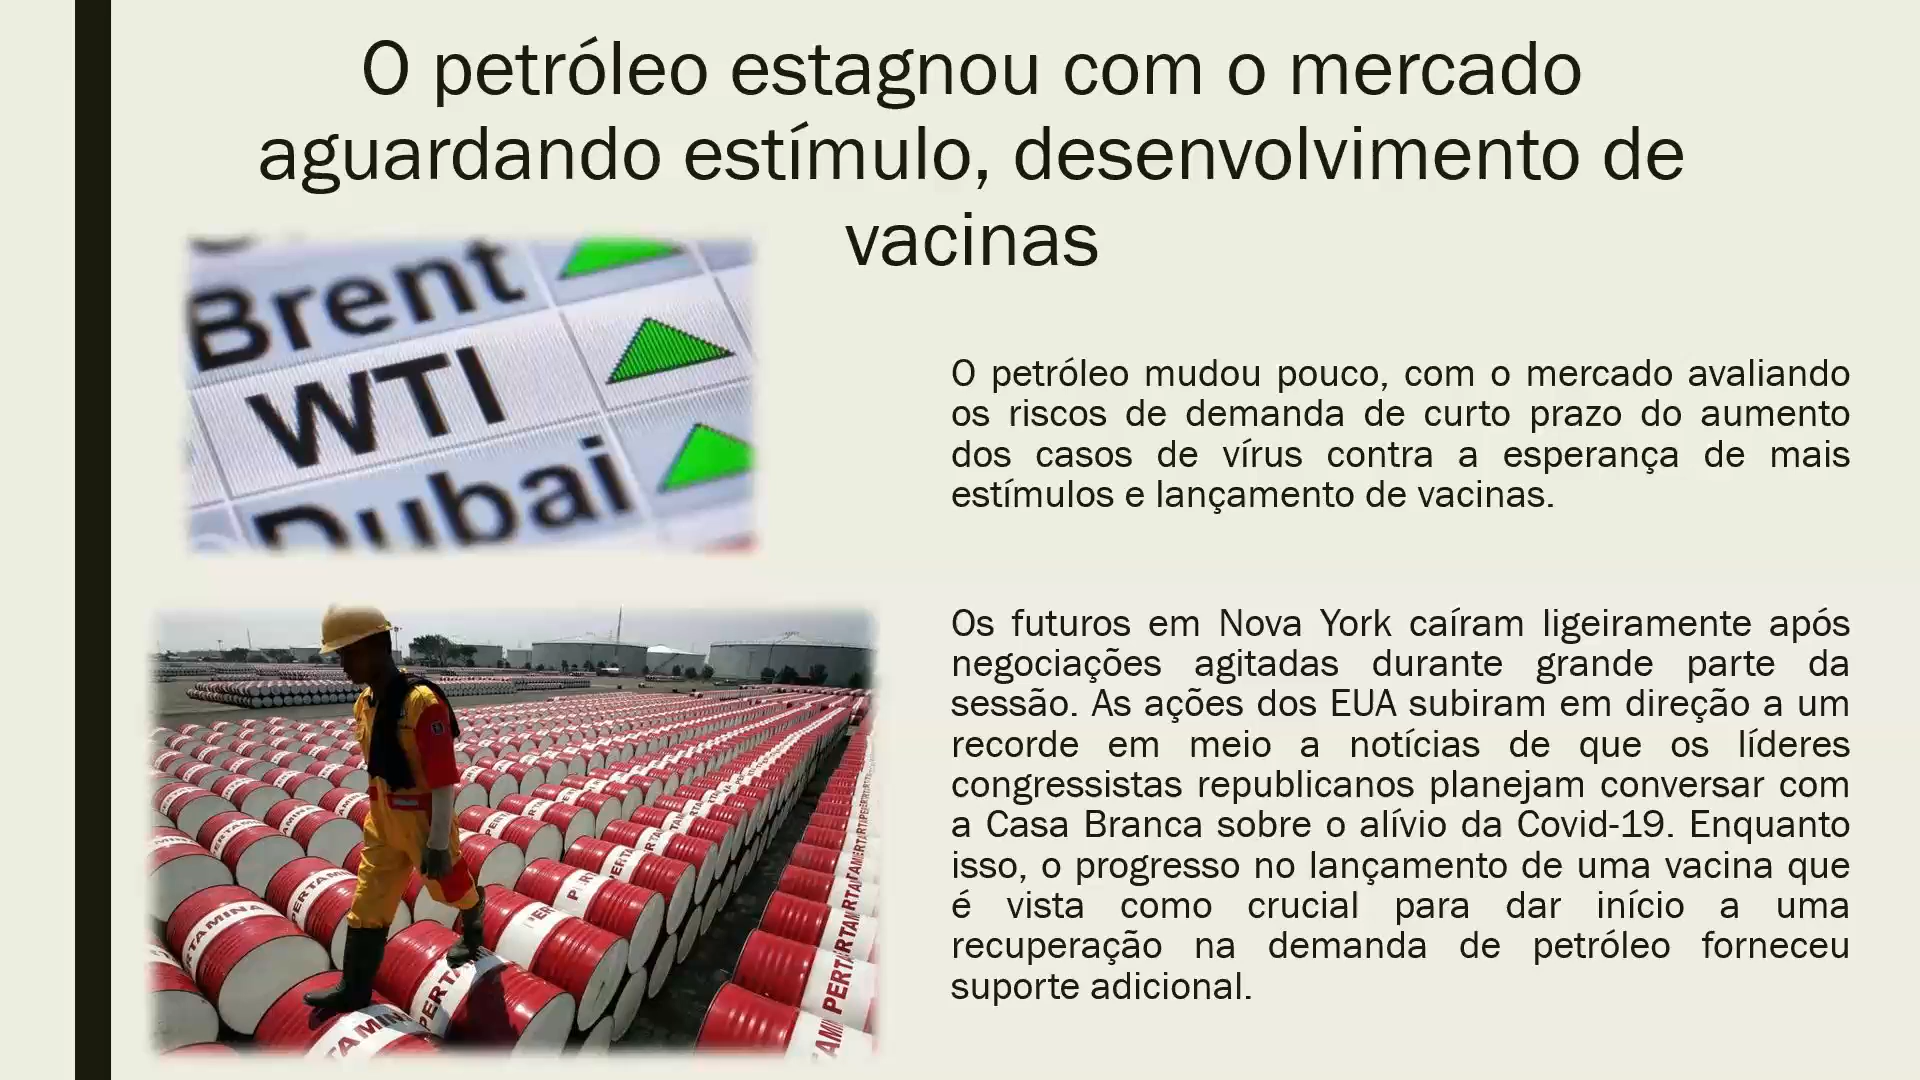 O petróleo estagnou com o mercado
aguardando estímulo, desenvolvimento de
vacinas
Brent
WTI
Dubai
O petróleo mudou pouco, com o mercado avaliando
os riscos de demanda de curto prazo do aumento
dos casos de vírus contra a esperança de mais
estímulos e lançamento de vacinas.
Os futuros em Nova York caíram ligeiramente após
negociações agitadas durante grande parte da
sessão. As ações dos EUA subiram em direção a um
recorde em meio a notícias de que os líderes
congressistas republicanos planejam conversar com
a Casa Branca sobre o alívio da Covid-19. Enquanto
isso, o progresso no lançamento de uma vacina que
é vista como crucial para dar início a uma
recuperação na demanda de petróleo forneceu
suporte adicional.